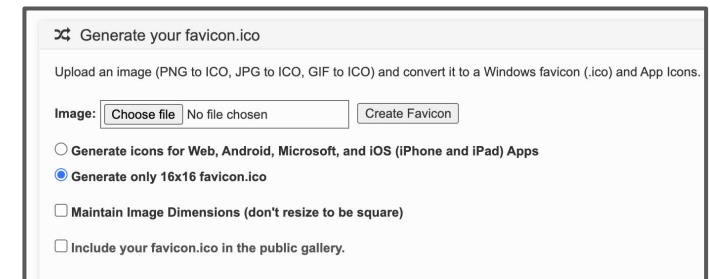 Generate your favicon.ico
Upload an image (PNG to ICO, JPG to ICO, GIF to ICO) and convert it to a Windows favicon (.ico) and App Icons.
Image: Choose file No file chosen Create Favicon
Generate icons for Web, Android, Microsoft, and iOS (iPhone and iPad) Apps
Generate only 16x16 favicon.ico
Maintain Image Dimensions (don't resize to be square)
Include your favicon.ico in the public gallery.